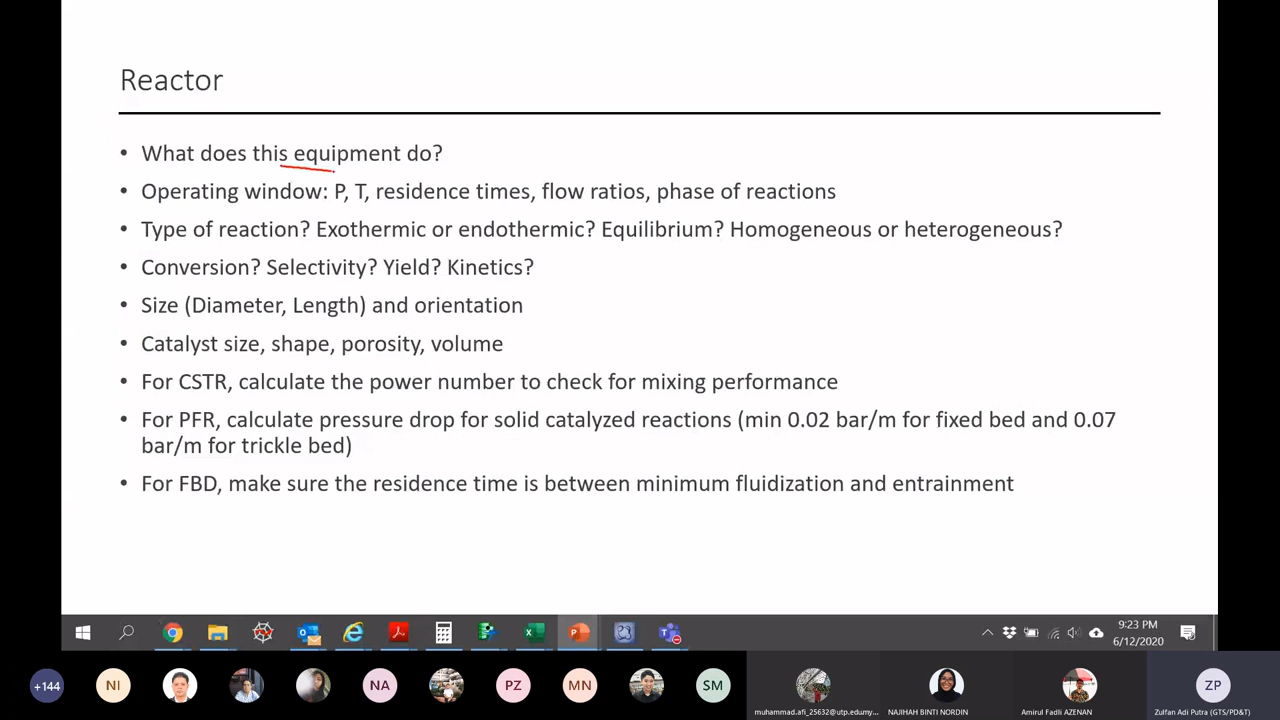 Reactor
• What does this equipment do?
• Operating window: P, T, residence times, flow ratios, phase of reactions
• Type of reaction? Exothermic or endothermic? Equilibrium? Homogeneous or heterogeneous?
• Conversion? Selectivity? Yield? Kinetics?
• Size (Diameter, Length) and orientation
• Catalyst size, shape, porosity, volume
• For CSTR, calculate the power number to check for mixing performance
• For PFR, calculate pressure drop for solid catalyzed reactions (min 0.02 bar/m for fixed bed and 0.07
bar/m for trickle bed)
• For FBD, make sure the residence time is between minimum fluidization and entrainment
9:23 PM
6/12/2020
+144 NI NA PZ MN SM ZP
muhammad.afi_25632@utp.edu.my... NAJIHAH BINTI NORDIN Amirul Fadli AZENAN Zulfan Adi Putra (GTS/PD&T)